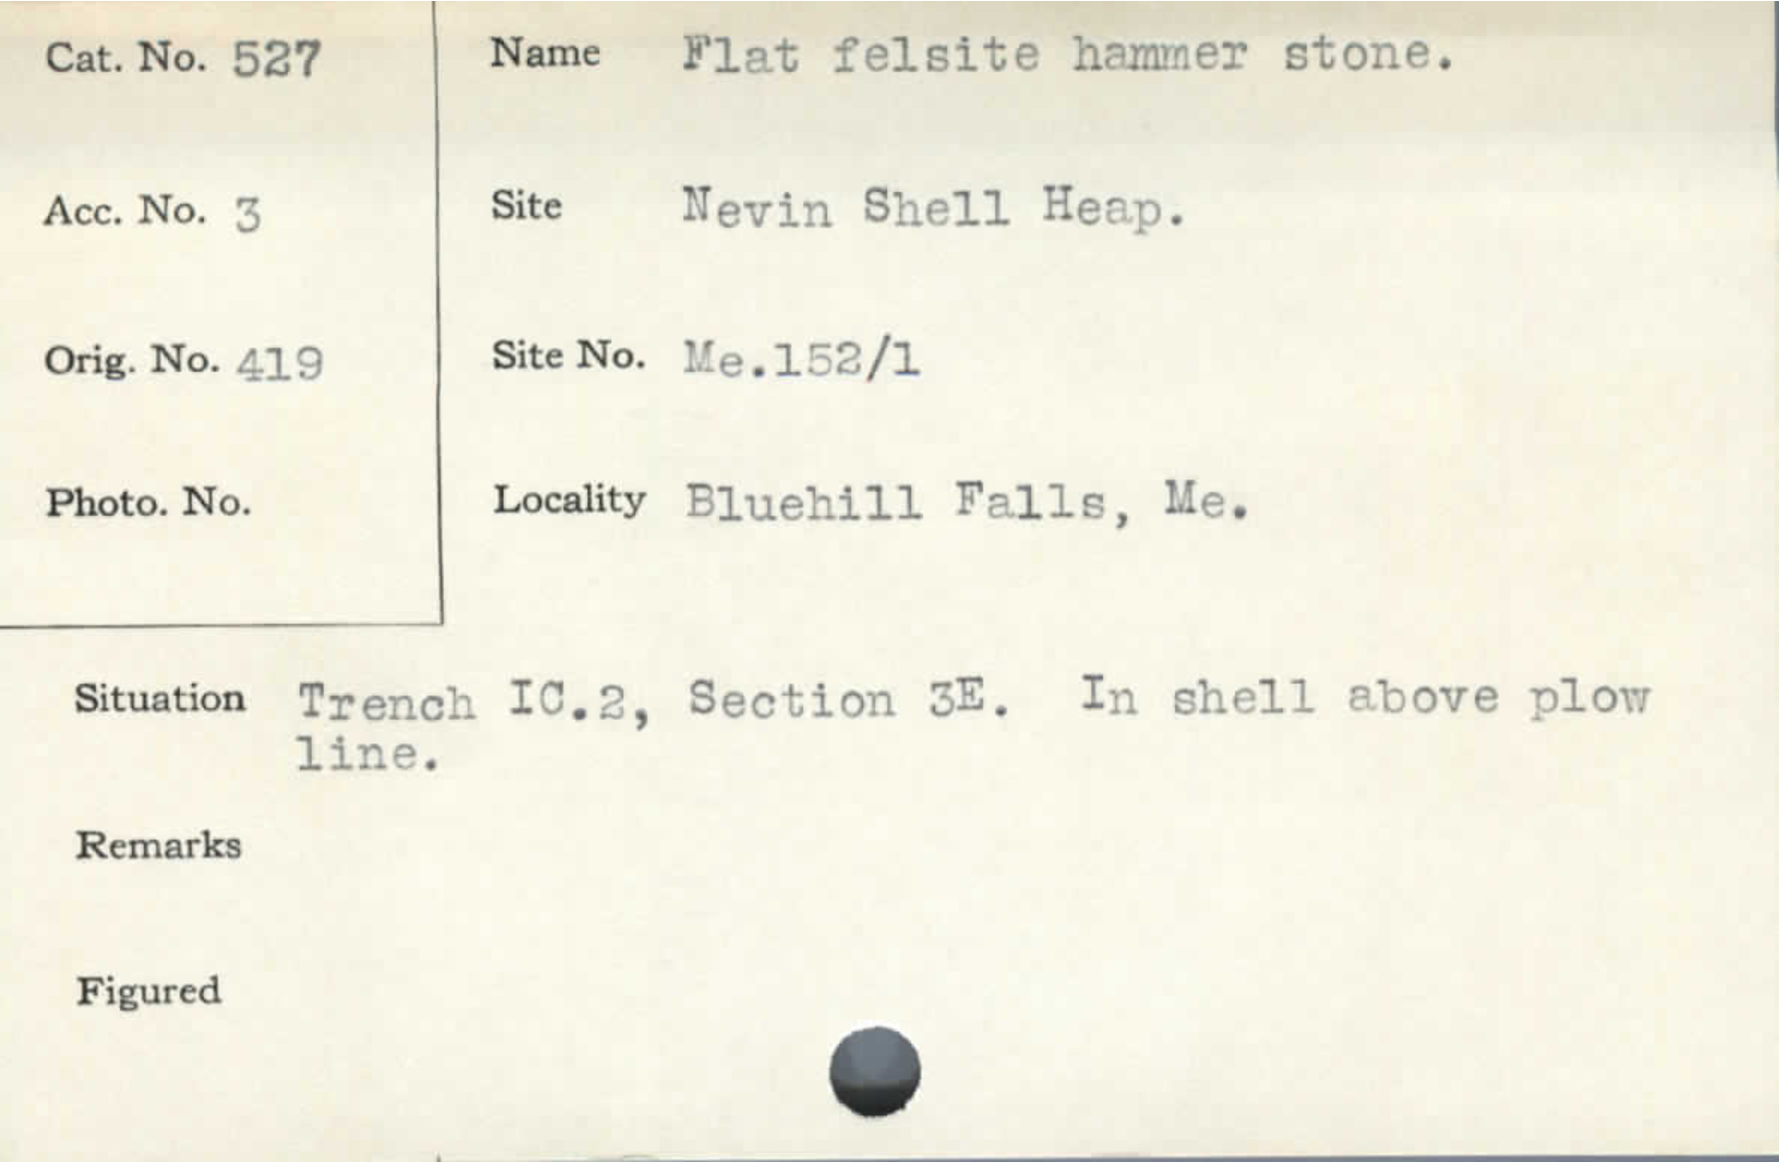 Cat. No. 527
Name Flat felsite hammer stone.
Acc. No. 3
Site Nevin Shell Heap.
Orig. No. 419
Site No. Me.152/1
Photo. No.
Locality Bluehill Falls, Me.
Situation Trench IC.2, Section 3E. In shell above plow
line.
Remarks
Figured